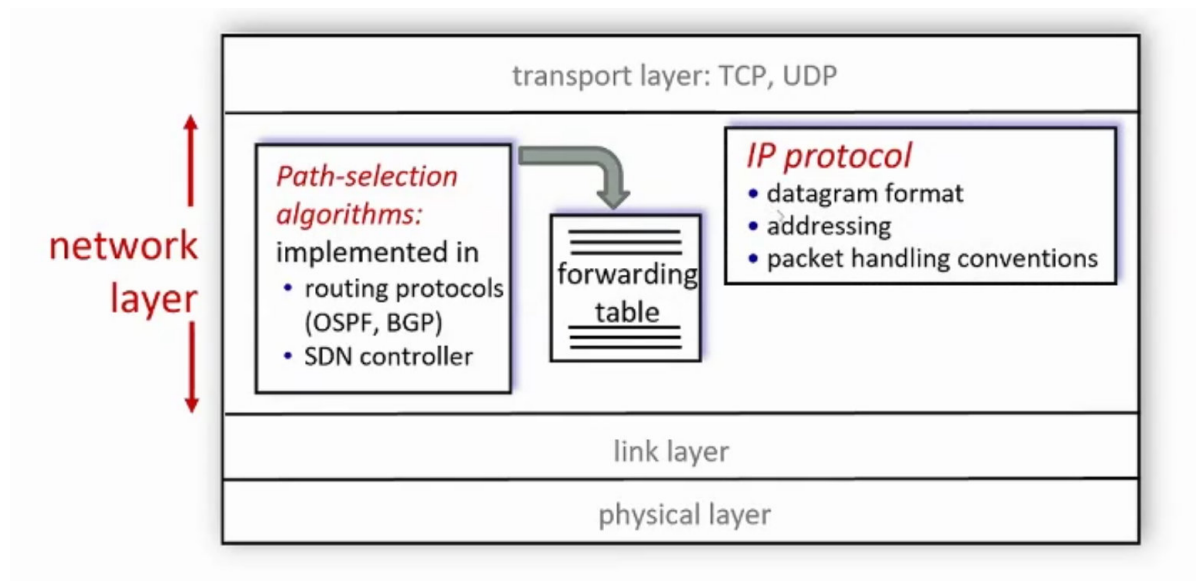 transport layer: TCP, UDP
network
layer
Path-selection
algorithms:
implemented in
• routing protocols
(OSPF, BGP)
• SDN controller
forwarding
table
IP protocol
• datagram format
• addressing
• packet handling conventions
link layer
physical layer